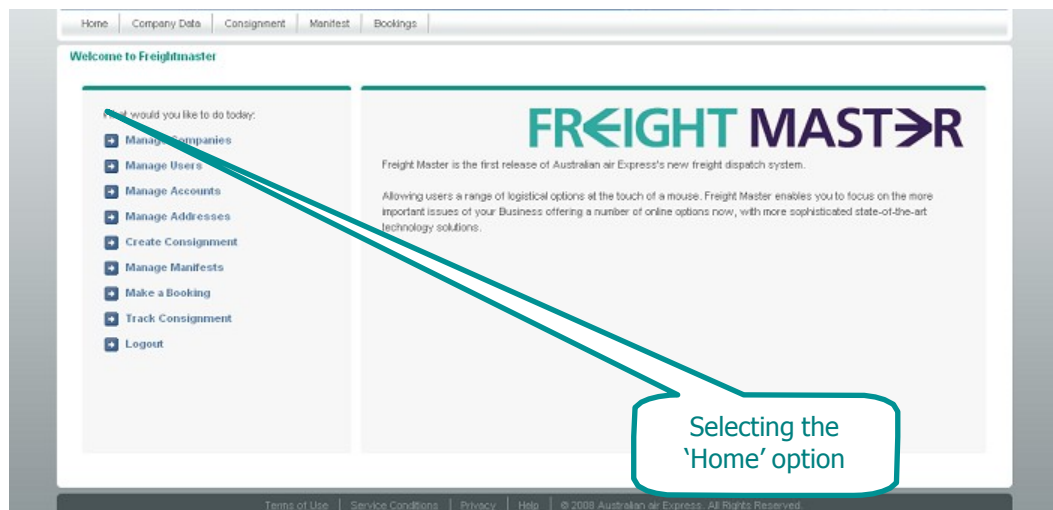 Home Company Data Consignment Manifest Bookings
Welcome to Freightmaster
What would you like to do today:
Manage Companies
Manage Users
Manage Accounts
Manage Addresses
Create Consignment
Manage Manifests
Make a Booking
Track Consignment
Logout
FREIGHT MASTER
Freight Master is the first release of Australian air Express's new freight dispatch system.
Allowing users a range of logistical options at the touch of a mouse. Freight Master enables you to focus on the more
important issues of your Business offering a number of online options now, with more sophisticated state-of-the-art
technology solutions.
Selecting the
‘Home’ option
Terms of Use | Service Conditions | Privacy | Help | © 2008 Australian air Express. All Rights Reserved.